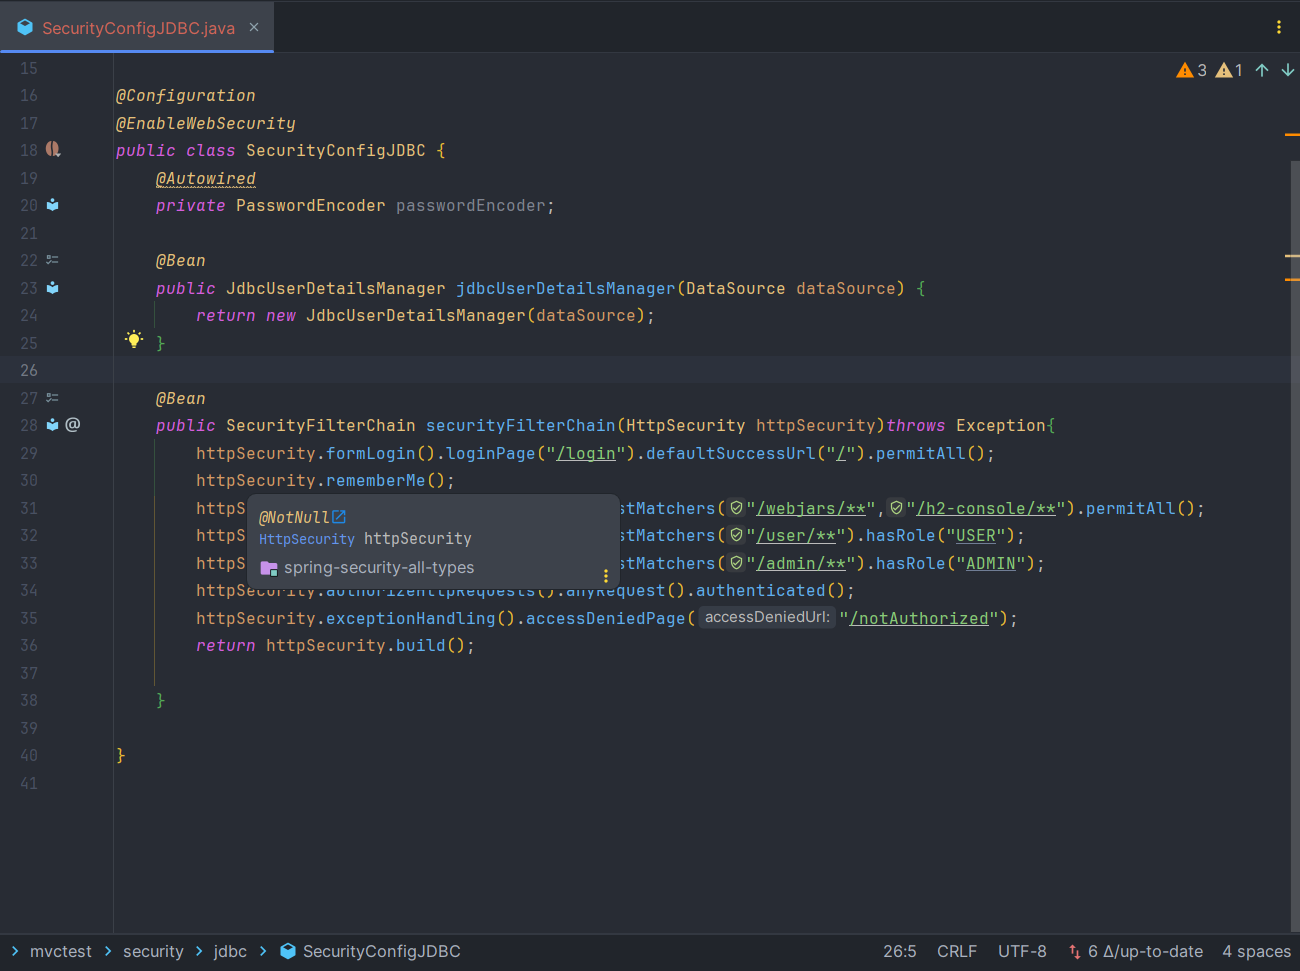 SecurityConfigJDBC.java ×
3 1
15
16 @Configuration
17 @EnableWebSecurity
18 public class SecurityConfigJDBC {
19 @Autowired
20 private PasswordEncoder passwordEncoder;
21
22 @Bean
23 public JdbcUserDetailsManager jdbcUserDetailsManager(DataSource dataSource) {
24 return new JdbcUserDetailsManager(dataSource);
25 }
26
27 @Bean
28 @ public SecurityFilterChain securityFilterChain(HttpSecurity httpSecurity)throws Exception{
29 httpSecurity.formLogin().loginPage("/login").defaultSuccessUrl("/").permitAll();
30 httpSecurity.rememberMe();
31 httpS stMatchers("/webjars/**","/h2-console/**").permitAll();
32 httpS stMatchers("/user/**").hasRole("USER");
33 httpS stMatchers("/admin/**").hasRole("ADMIN");
@NotNull
HttpSecurity httpSecurity
spring-security-all-types
34 httpSecurity.authorizeHttpRequests().anyRequest().authenticated();
35 httpSecurity.exceptionHandling().accessDeniedPage( accessDeniedUrl: "/notAuthorized");
36 return httpSecurity.build();
37
38 }
39
40 }
41
> mvctest > security > jdbc > SecurityConfigJDBC 26:5 CRLF UTF-8 6 Δ/up-to-date 4 spaces